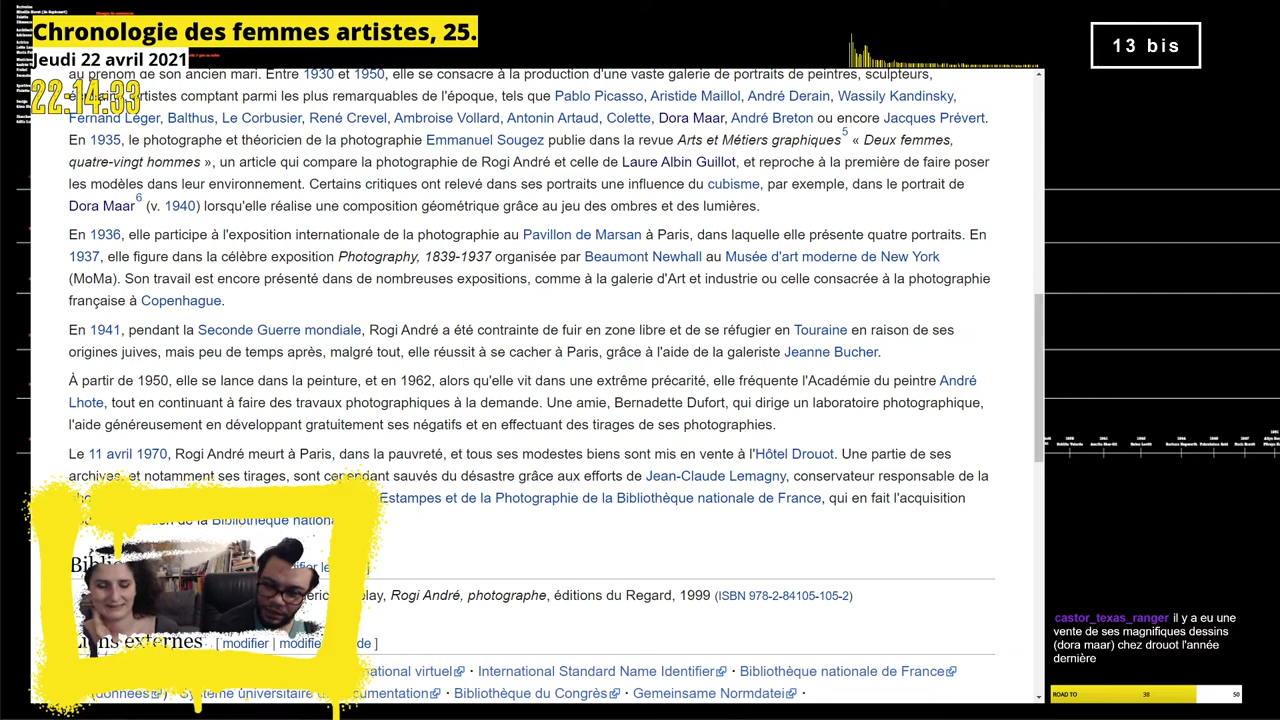 Chronologie des femmes artistes, 25.
Jeudi 22 avril 2021
22.14.33
13 bis
au prénom de son ancien mari. Entre 1930 et 1950, elle se consacre à la production d'une vaste galerie de portraits de peintres, sculpteurs,
artistes comptant parmi les plus remarquables de l'époque, tels que Pablo Picasso, Aristide Maillol, André Derain, Wassily Kandinsky,
Fernand Léger, Balthus, Le Corbusier, René Crevel, Ambroise Vollard, Antonin Artaud, Colette, Dora Maar, André Breton ou encore Jacques Prévert.
En 1935, le photographe et théoricien de la photographie Emmanuel Sougez publie dans la revue Arts et Métiers graphiques5 « Deux femmes,
quatre-vingt hommes », un article qui compare la photographie de Rogi André et celle de Laure Albin Guillot, et reproche à la première de faire poser
les modèles dans leur environnement. Certains critiques ont relevé dans ses portraits une influence du cubisme, par exemple, dans le portrait de
Dora Maar6 (v. 1940) lorsqu'elle réalise une composition géométrique grâce au jeu des ombres et des lumières.
En 1936, elle participe à l'exposition internationale de la photographie au Pavillon de Marsan à Paris, dans laquelle elle présente quatre portraits. En
1937, elle figure dans la célèbre exposition Photography, 1839-1937 organisée par Beaumont Newhall au Musée d'art moderne de New York
(MoMa). Son travail est encore présenté dans de nombreuses expositions, comme à la galerie d'Art et industrie ou celle consacrée à la photographie
française à Copenhague.
En 1941, pendant la Seconde Guerre mondiale, Rogi André a été contrainte de fuir en zone libre et de se réfugier en Touraine en raison de ses
origines juives, mais peu de temps après, malgré tout, elle réussit à se cacher à Paris, grâce à l'aide de la galeriste Jeanne Bucher.
À partir de 1950, elle se lance dans la peinture, et en 1962, alors qu'elle vit dans une extrême précarité, elle fréquente l'Académie du peintre André
Lhote, tout en continuant à faire des travaux photographiques à la demande. Une amie, Bernadette Dufort, qui dirige un laboratoire photographique,
l'aide généreusement en développant gratuitement ses négatifs et en effectuant des tirages de ses photographies.
Le 11 avril 1970, Rogi André meurt à Paris, dans la pauvreté, et tous ses modestes biens sont mis en vente à l'Hôtel Drouot. Une partie de ses
archives, et notamment ses tirages, sont cependant sauvés du désastre grâce aux efforts de Jean-Claude Lemagny, conservateur responsable de la
Estampes et de la Photographie de la Bibliothèque nationale de France, qui en fait l'acquisition
de la Bibliothèque nationa
Rogi André, photographe, éditions du Regard, 1999 (ISBN 978-2-84105-105-2)
externes [ modifier | modifie de ]
national virtuel · International Standard Name Identifier · Bibliothèque nationale de France
(données) · Système universitaire documentation · Bibliothèque du Congrès · Gemeinsame Normdatei ·
castor_texas_ranger il y a eu une
vente de ses magnifiques dessins
(dora maar) chez drouot l'année
dernière
ROAD TO 38 50